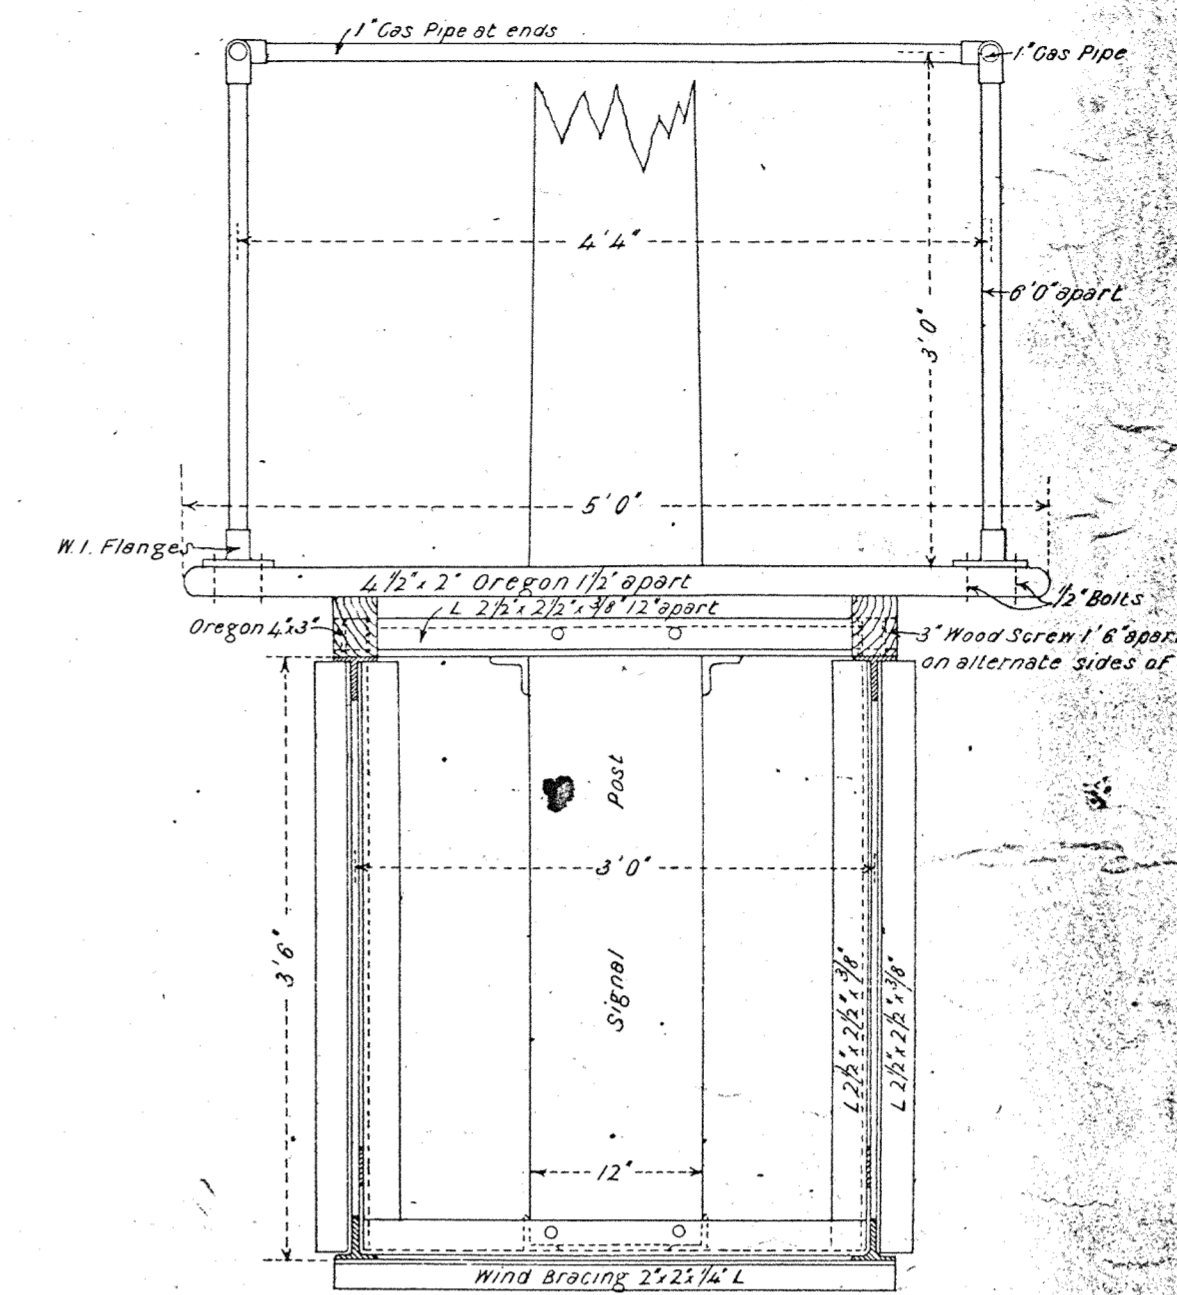 1" Gas Pipe at ends
1" Gas Pipe
4'4"
6'0" apart
3'0"
5'0"
W.I. Flanges
4 1/2" x 2" Oregon 1 1/2" apart
1/2" Bolts
L 2 1/2" x 2 1/2" x 3/8" 12" apart
Oregon 4"x3"
3" Wood Screw 1'6" apart
on alternate sides of
Post
3'0"
3'6"
Signal
L 2 1/2" x 2 1/2" x 3/8"
L 2 1/2" x 2 1/2" x 3/8"
12"
Wind Bracing 2"x2"x1/4" L